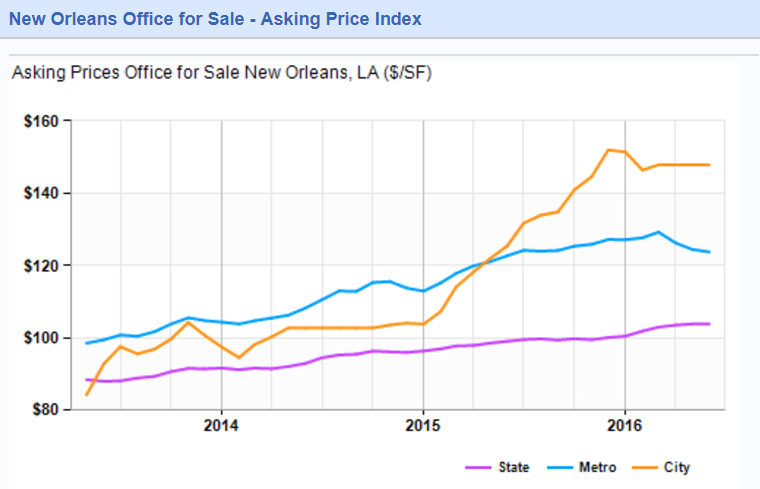 New Orleans Office for Sale - Asking Price Index
Asking Prices Office for Sale New Orleans, LA ($/SF)
$160
$140
$120
$100
$80
2014 2015 2016
State Metro City